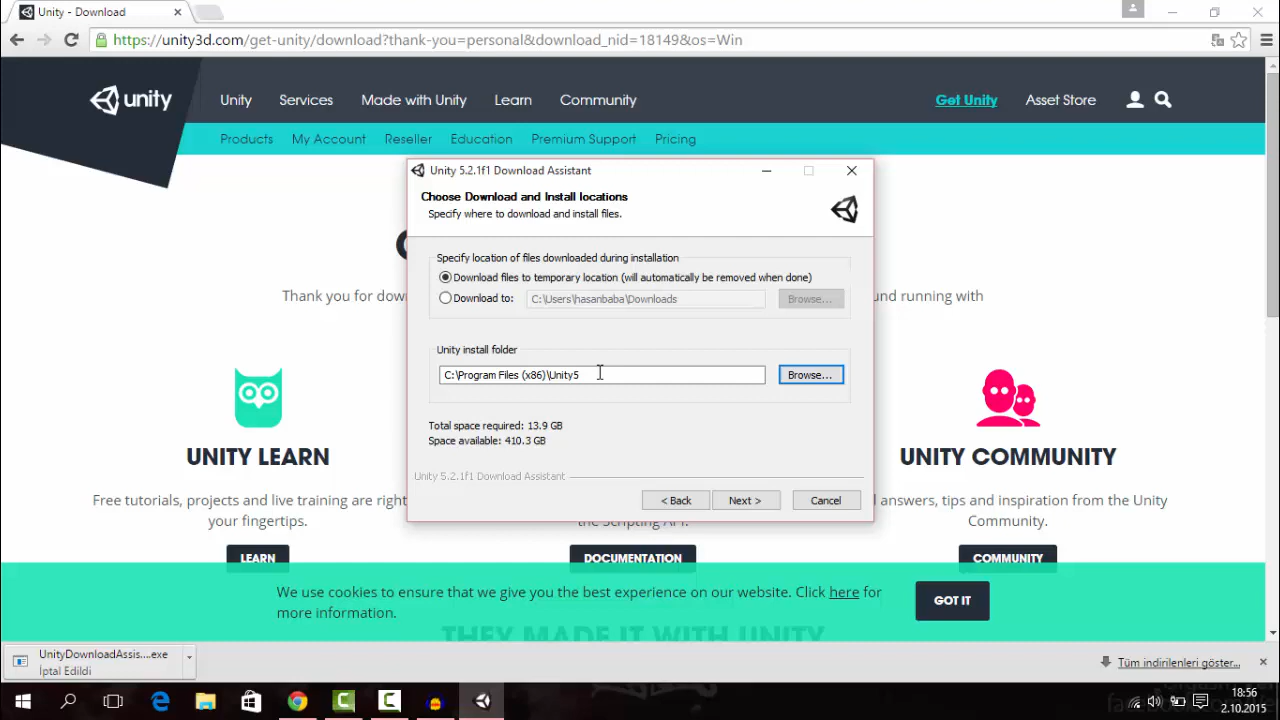 Unity - Download
https://unity3d.com/get-unity/download?thank-you=personal&download_nid=18149&os=Win
unity
Unity
Services
Made with Unity
Learn
Community
Get Unity
Asset Store
Products
My Account
Reseller
Education
Premium Support
Pricing
Unity 5.2.1f1 Download Assistant
Choose Download and Install locations
Specify where to download and install files.
Specify location of files downloaded during installation
Download files to temporary location (will automatically be removed when done)
Download to:
C:\Users\hasanbaba\Downloads
Browse...
Unity install folder
C:\Program Files (x86)\Unity5
Browse...
Total space required: 13.9 GB
Space available: 410.3 GB
Unity 5.2.1f1 Download Assistant
< Back
Next >
Cancel
Thank you for dow
und running with
UNITY LEARN
Free tutorials, projects and live training are right
your fingertips.
LEARN
the Scripting API.
DOCUMENTATION
UNITY COMMUNITY
answers, tips and inspiration from the Unity
Community.
COMMUNITY
We use cookies to ensure that we give you the best experience on our website. Click here for
more information.
GOT IT
THEY MADE IT WITH UNITY
UnityDownloadAssis....exe
İptal Edildi
Tüm indirilenleri göster...
18:56
2.10.2015